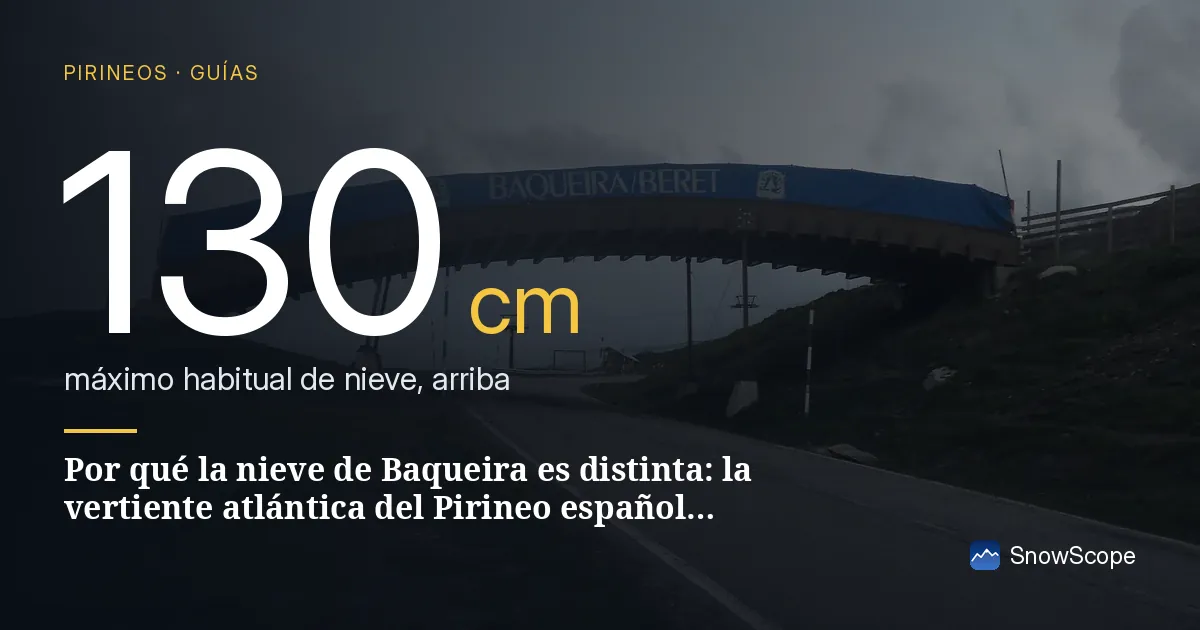 PIRINEOS · GUÍAS
BAQUEIRA/BERET
130 cm
máximo habitual de nieve, arriba
Por qué la nieve de Baqueira es distinta: la
vertiente atlántica del Pirineo español...
SnowScope